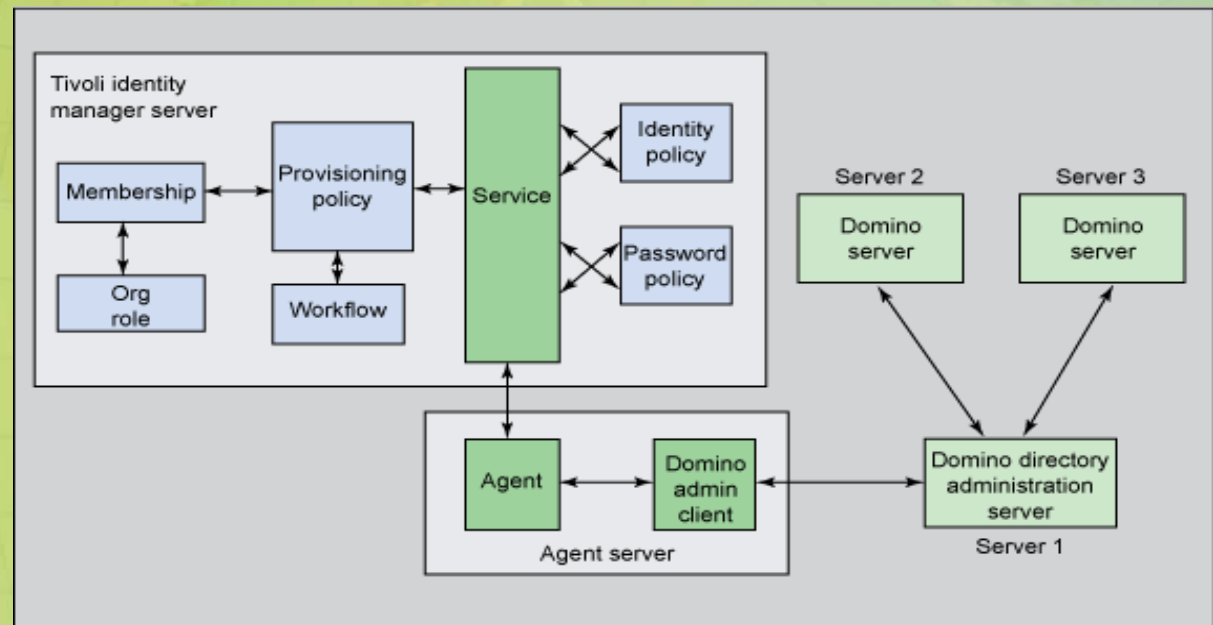 Tivoli identity
manager server
Membership
Org
role
Provisioning
policy
Workflow
Service
Identity
policy
Password
policy
Server 2
Domino
server
Server 3
Domino
server
Agent
Domino
admin
client
Agent server
Domino directory
administration
server
Server 1